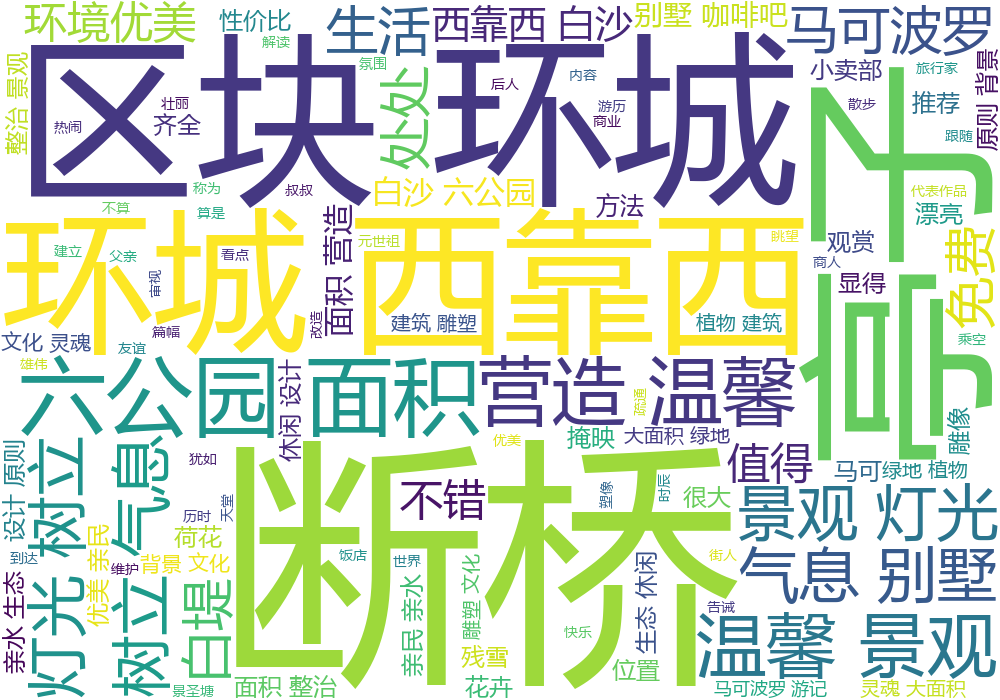 环境优美
性价比
解读
生活
西靠西 白沙
别墅 咖啡吧
马可波罗
整治 景观
区块
环城
氛围
后人
内容
小卖部
旅行家
原则 背景
壮丽
热闹
齐全
处处
游历
商业
推荐
散步
跟随
称为
叔叔
白沙 六公园
方法
代表作品
漂亮
亭子
不算
算是
环城
西靠西
元世祖
眺望
观赏
免费
建立
父亲
看点
面积 营造
商人
审视
显得
改造
篇幅
建筑 雕塑
植物 建筑
文化 灵魂
友谊
乘空
雄伟
六公园
面积
休闲 设计
营造 温馨
疏通
雕像
优美
掩映
大面积 绿地
设计 原则
树立
气息
犹如
断桥
不错
值得
马可
绿地 植物
塑像
时辰
很大
景观 灯光
天堂
历时
优美 亲民
荷花
到达
维护
背景 文化
饭店
世界
街人
气息 别墅
亲水 生态
灯光
树立
白堤
亲民 亲水
雕塑 文化
生态 休闲
告诫
快乐
温馨 景观
残雪
位置
景圣塘
面积 整治
花卉
马可波罗 游记
灵魂 大面积